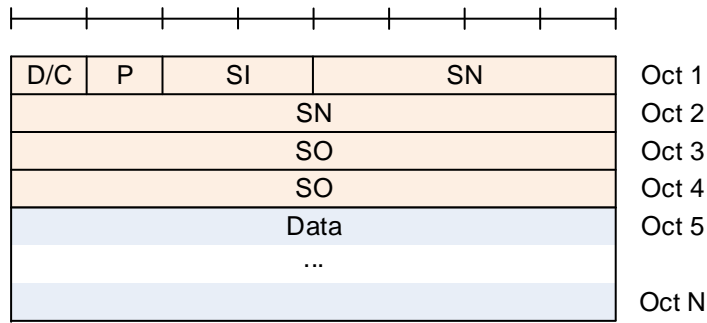 D/C P SI SN Oct 1
SN Oct 2
SO Oct 3
SO Oct 4
Data Oct 5
...
Oct N